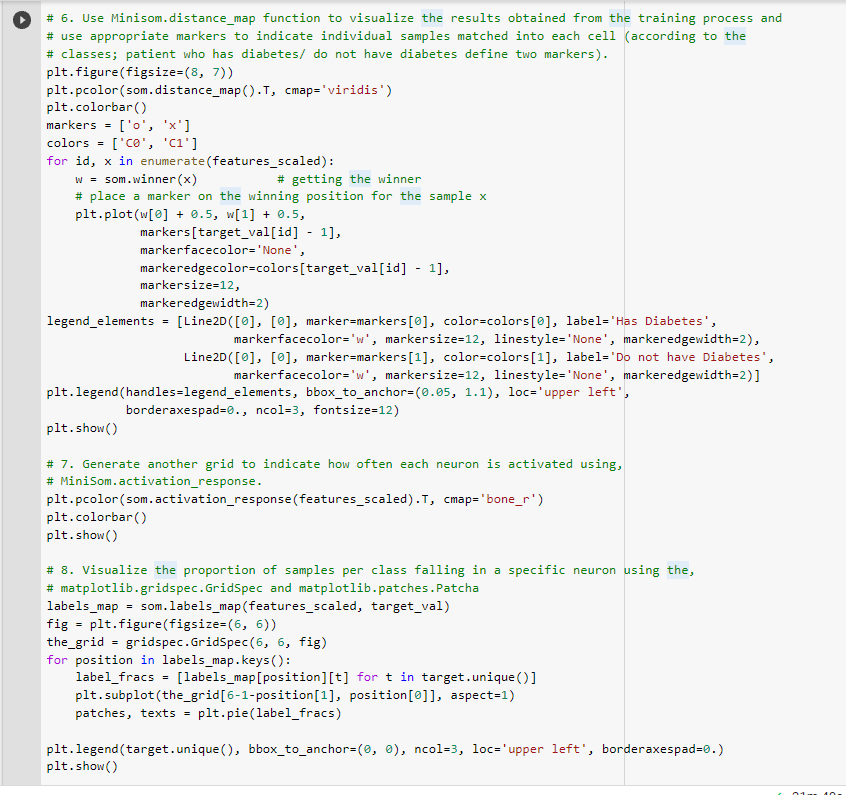 # 6. Use Minisom.distance_map function to visualize the results obtained from the training process and
# use appropriate markers to indicate individual samples matched into each cell (according to the
# classes; patient who has diabetes/ do not have diabetes define two markers).
plt.figure(figsize=(8, 7))
plt.pcolor(som.distance_map().T, cmap='viridis')
plt.colorbar()
markers = ['o', 'x']
colors = ['C0', 'C1']
for id, x in enumerate(features_scaled):
    w = som.winner(x)           # getting the winner
    # place a marker on the winning position for the sample x
    plt.plot(w[0] + 0.5, w[1] + 0.5,
             markers[target_val[id] - 1],
             markerfacecolor='None',
             markeredgecolor=colors[target_val[id] - 1],
             markersize=12,
             markeredgewidth=2)
legend_elements = [Line2D([0], [0], marker=markers[0], color=colors[0], label='Has Diabetes',
                          markerfacecolor='w', markersize=12, linestyle='None', markeredgewidth=2),
                   Line2D([0], [0], marker=markers[1], color=colors[1], label='Do not have Diabetes',
                          markerfacecolor='w', markersize=12, linestyle='None', markeredgewidth=2)]
plt.legend(handles=legend_elements, bbox_to_anchor=(0.05, 1.1), loc='upper left',
           borderaxespad=0., ncol=3, fontsize=12)
plt.show()

# 7. Generate another grid to indicate how often each neuron is activated using,
# MiniSom.activation_response.
plt.pcolor(som.activation_response(features_scaled).T, cmap='bone_r')
plt.colorbar()
plt.show()

# 8. Visualize the proportion of samples per class falling in a specific neuron using the,
# matplotlib.gridspec.GridSpec and matplotlib.patches.Patcha
labels_map = som.labels_map(features_scaled, target_val)
fig = plt.figure(figsize=(6, 6))
the_grid = gridspec.GridSpec(6, 6, fig)
for position in labels_map.keys():
    label_fracs = [labels_map[position][t] for t in target.unique()]
    plt.subplot(the_grid[6-1-position[1], position[0]], aspect=1)
    patches, texts = plt.pie(label_fracs)

plt.legend(target.unique(), bbox_to_anchor=(0, 0), ncol=3, loc='upper left', borderaxespad=0.)
plt.show()